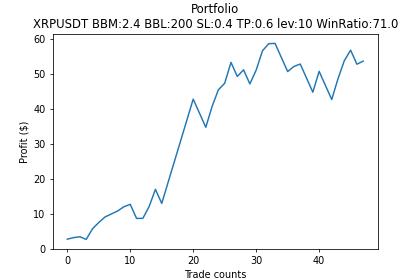 Portfolio
XRPUSDT BBM:2.4 BBL:200 SL:0.4 TP:0.6 lev:10 WinRatio:71.0
60
50
40
30
20
10
0
Profit ($)
0 10 20 30 40
Trade counts